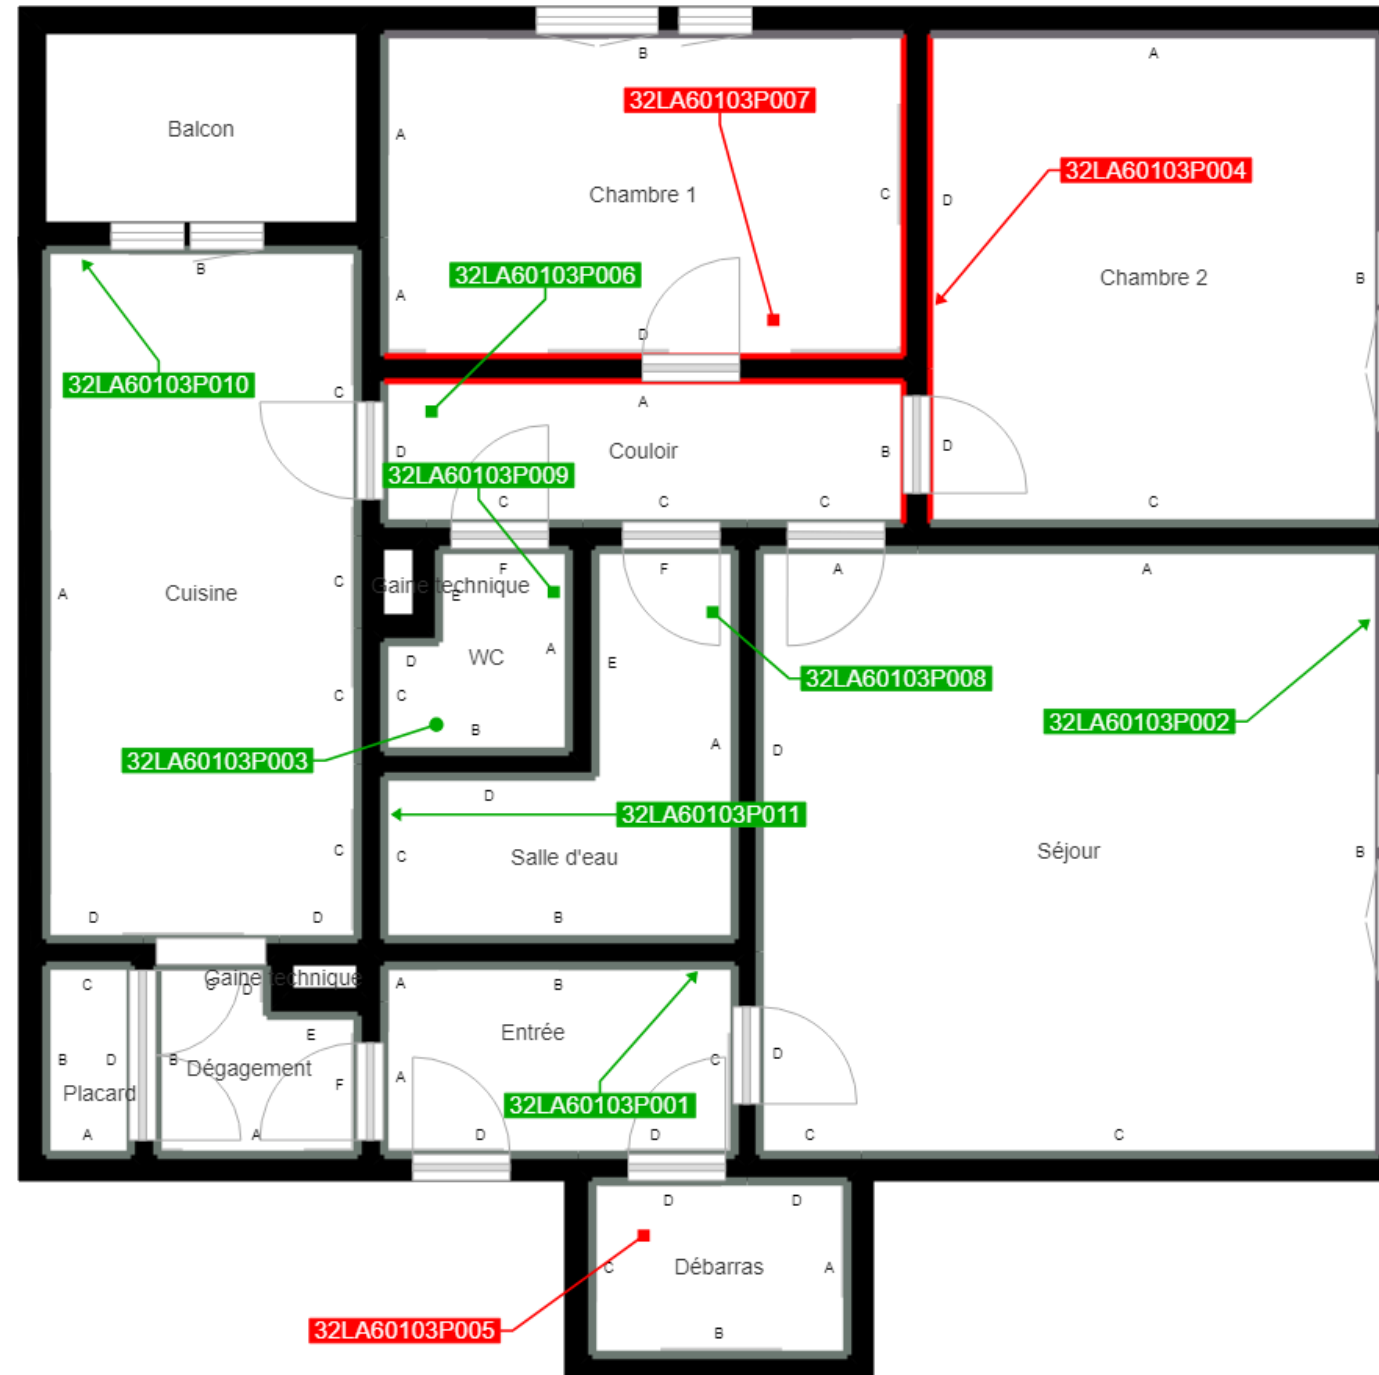 B
A
32LA60103P007
Balcon
A
32LA60103P004
Chambre 1
C
D
B
32LA60103P006
Chambre 2
B
A
D
32LA60103P010
C
A
D
Couloir
B
D
32LA60103P009
C
C
C
C
F
F
A
A
Gaine technique
E
C
A
Cuisine
WC
A
D
E
32LA60103P008
C
C
32LA60103P002
B
A
D
32LA60103P003
D
32LA60103P011
C
C
Salle d'eau
Séjour
B
D
D
B
Gaine technique
C
C
D
A
B
Entrée
E
B
D
B
Dégagement
C
D
F
A
Placard
32LA60103P001
A
A
D
D
C
C
D
D
C
Débarras
A
32LA60103P005
B